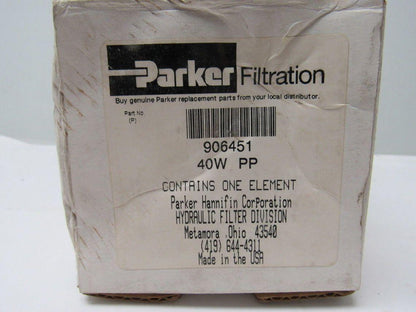 Parker Filtration
Buy genuine Parker replacement parts from your local distributor.
Part No.
(P)
906451
40W PP
CONTAINS ONE ELEMENT
Parker Hannifin Corporation
HYDRAULIC FILTER DIVISION
Metamora ,Ohio 43540
(419) 644-4311
Made in the USA